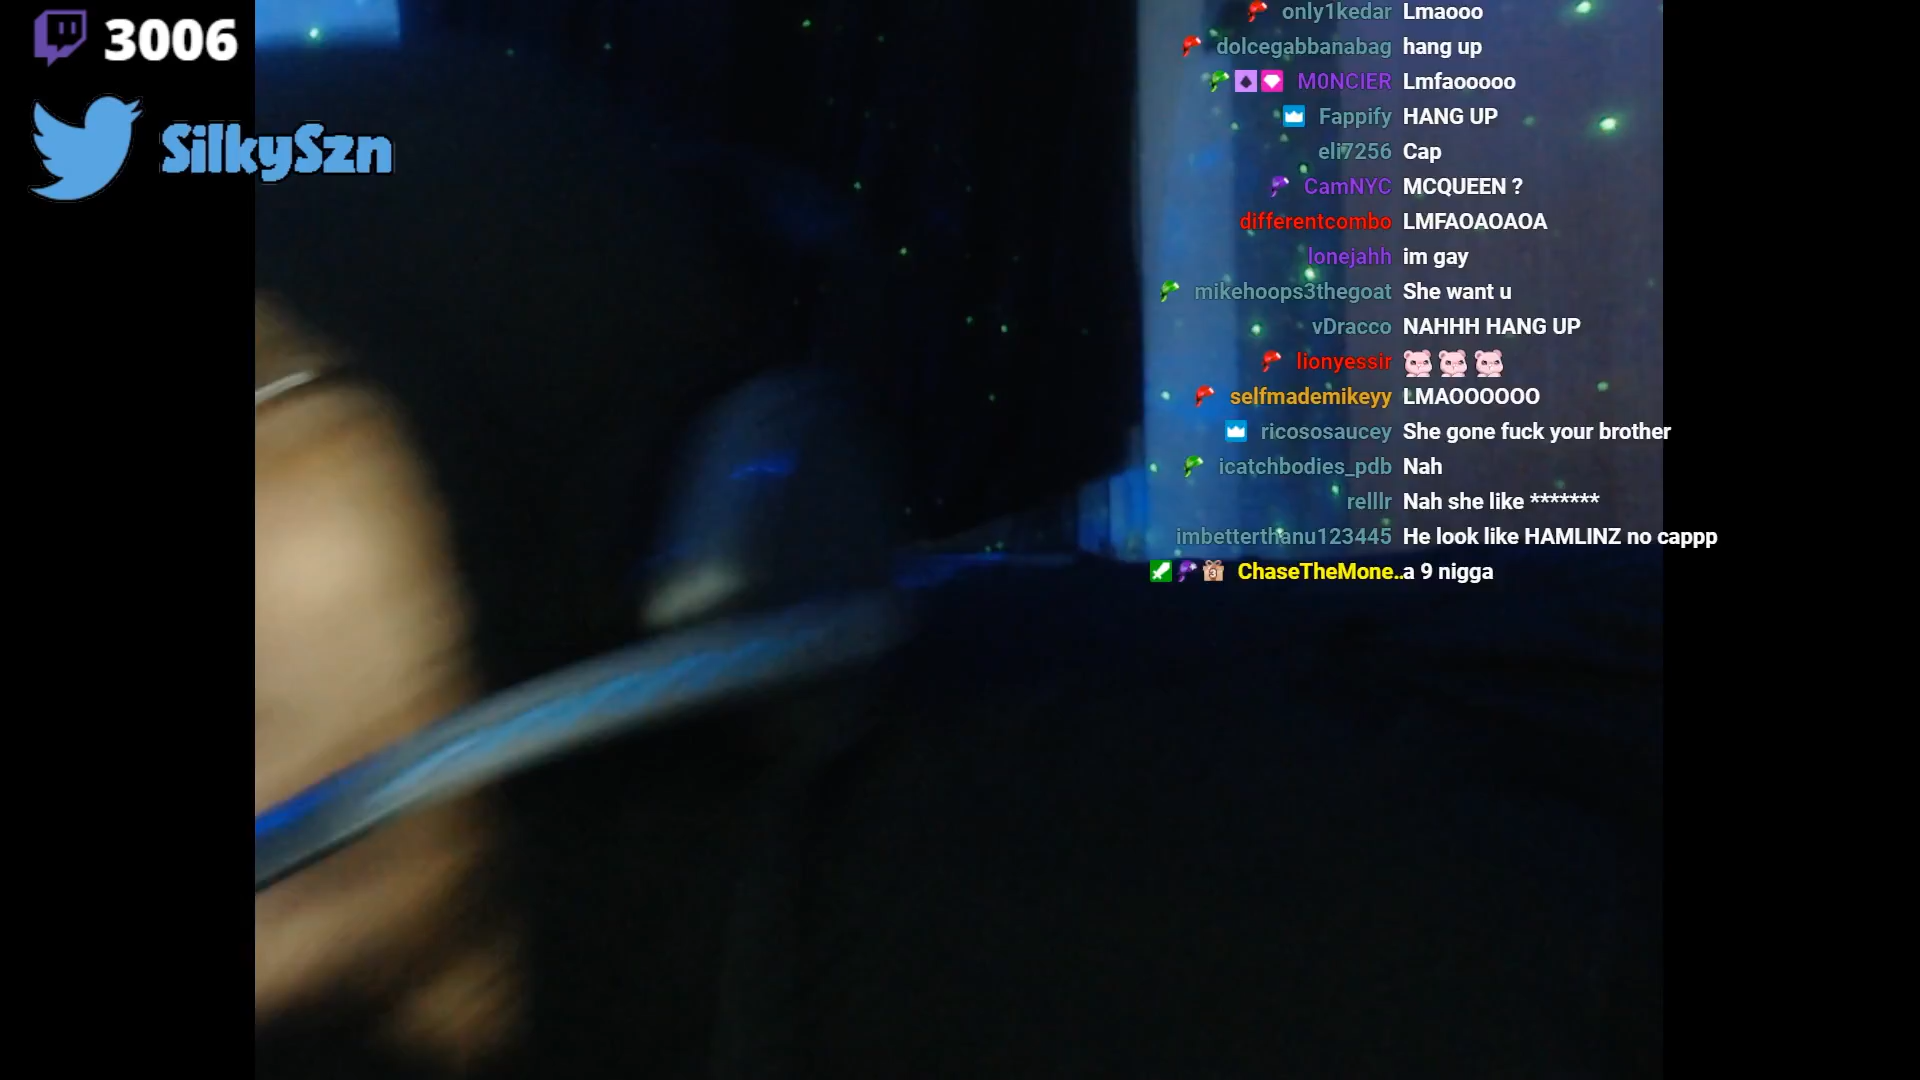 3006
SilkySzn
only1kedar Lmaooo
dolcegabbanabag hang up
M0NCIER Lmfaooooo
Fappify HANG UP
eli7256 Cap
CamNYC MCQUEEN ?
differentcombo LMFAOAOAOA
lonejahh im gay
mikehoops3thegoat She want u
vDracco NAHHH HANG UP
lionyessir
selfmademikeyy LMAOOOOOO
ricososaucey She gone fuck your brother
icatchbodies_pdb Nah
relllr Nah she like *******
imbetterthanu123445 He look like HAMLINZ no cappp
ChaseTheMone..a 9 nigga